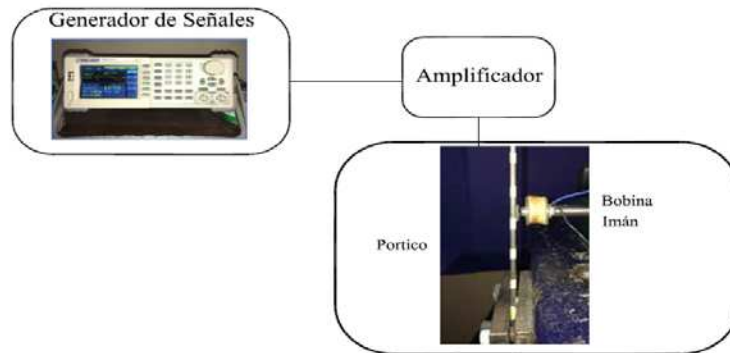 Generador de Señales
Amplificador
Bobina
Imán
Portico